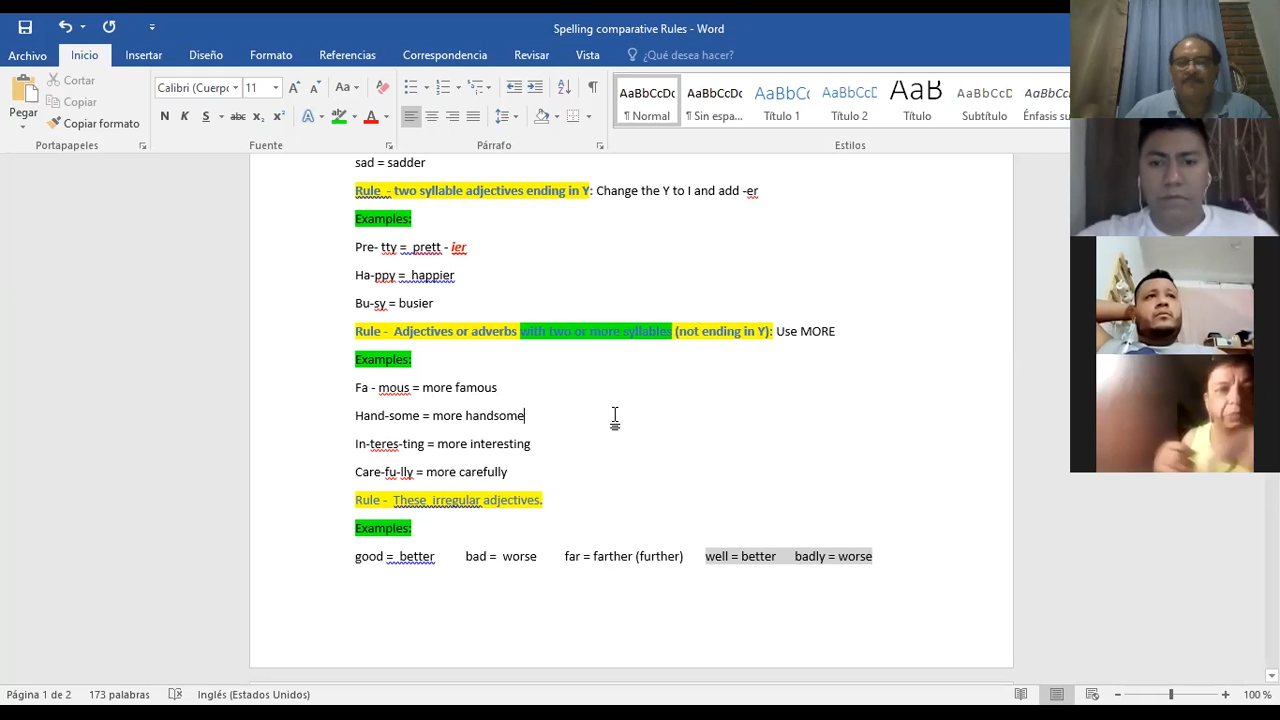 Spelling comparative Rules - Word
Archivo Inicio Insertar Diseño Formato Referencias Correspondencia Revisar Vista ¿Qué desea hacer?
Pegar
Cortar
Copiar
Copiar formato
Portapapeles
Calibri (Cuerpo 11
N K S abc x₂ x²
Fuente
Párrafo
AaBbCcDc AaBbCcDc AaBbCc AaBbCcD AaB AaBbCcD AaBbCcDc
¶ Normal ¶ Sin espa... Título 1 Título 2 Título Subtítulo Énfasis su
Estilos
sad = sadder
Rule - two syllable adjectives ending in Y: Change the Y to I and add -er
Examples:
Pre- tty = prett - ier
Ha-ppy = happier
Bu-sy = busier
Rule - Adjectives or adverbs with two or more syllables (not ending in Y): Use MORE
Examples:
Fa - mous = more famous
Hand-some = more handsome
In-teres-ting = more interesting
Care-fu-lly = more carefully
Rule - These irregular adjectives.
Examples:
good = better bad = worse far = farther (further) well = better badly = worse
Página 1 de 2 173 palabras Inglés (Estados Unidos) 100 %